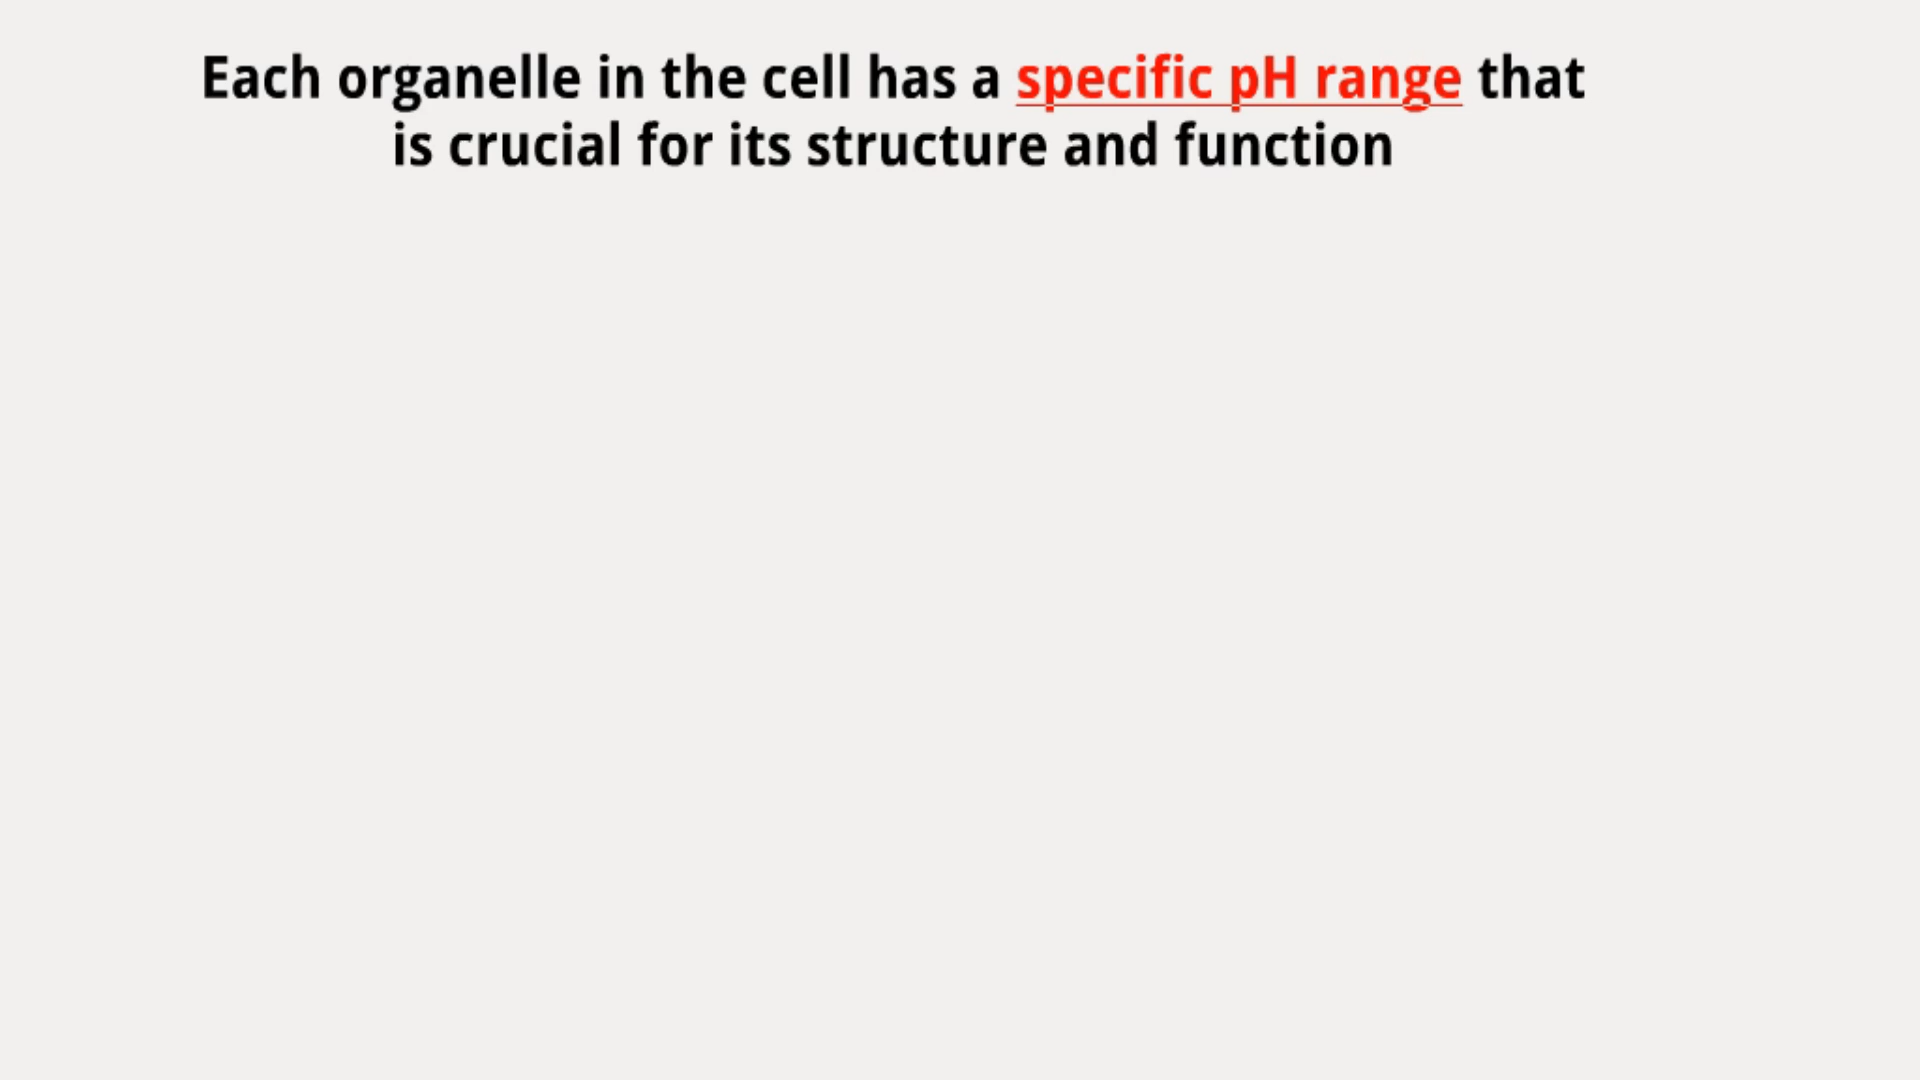 Each organelle in the cell has a specific pH range that
is crucial for its structure and function